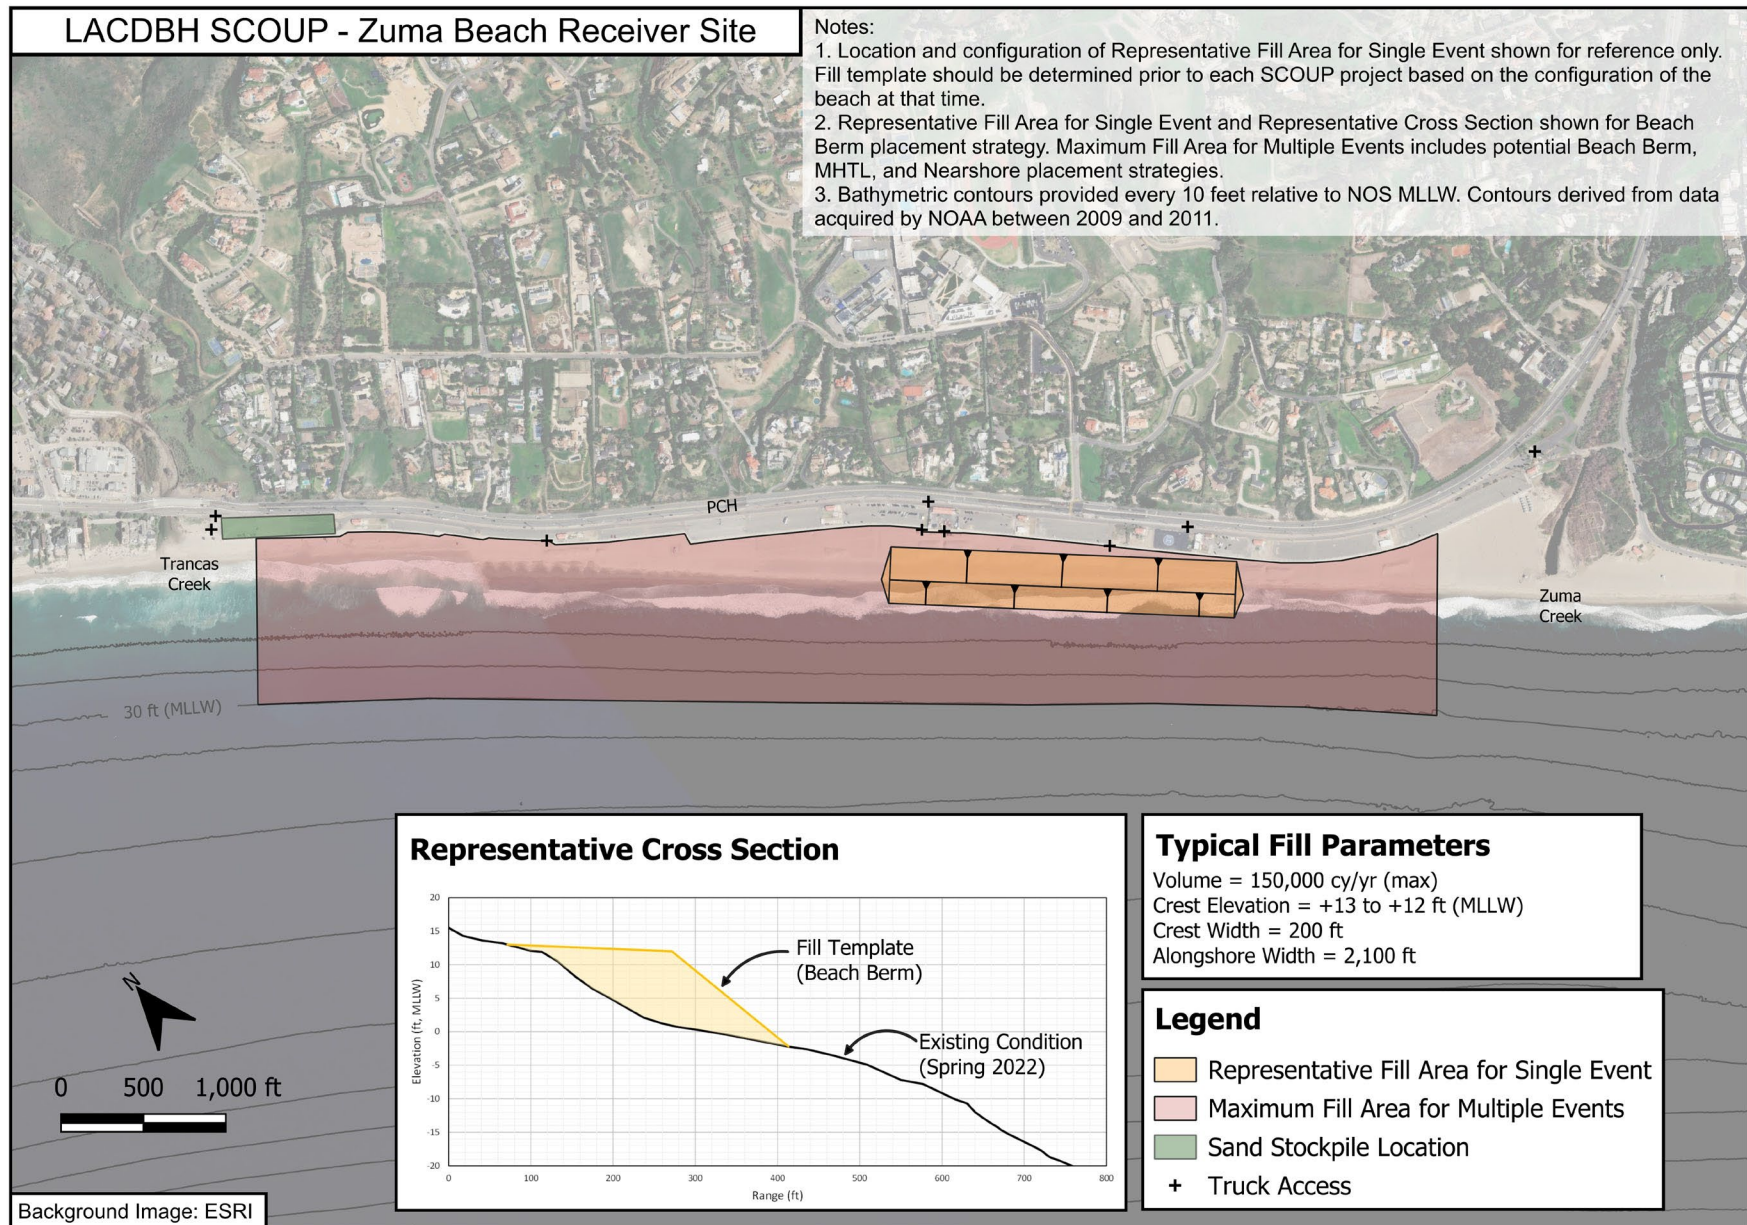 LACDBH SCOUP - Zuma Beach Receiver Site
Notes:
1. Location and configuration of Representative Fill Area for Single Event shown for reference only.
Fill template should be determined prior to each SCOUP project based on the configuration of the
beach at that time.
2. Representative Fill Area for Single Event and Representative Cross Section shown for Beach
Berm placement strategy. Maximum Fill Area for Multiple Events includes potential Beach Berm,
MHTL, and Nearshore placement strategies.
3. Bathymetric contours provided every 10 feet relative to NOS MLLW. Contours derived from data
acquired by NOAA between 2009 and 2011.
PCH
Trancas
Creek
Zuma
Creek
30 ft (MLLW)
N
0 500 1,000 ft
Background Image: ESRI
Representative Cross Section
Elevation (ft, MLLW)
20
15
10
5
0
-5
-10
-15
-20
Fill Template
(Beach Berm)
Existing Condition
(Spring 2022)
0 100 200 300 400 500 600 700 800
Range (ft)
Typical Fill Parameters
Volume = 150,000 cy/yr (max)
Crest Elevation = +13 to +12 ft (MLLW)
Crest Width = 200 ft
Alongshore Width = 2,100 ft
Legend
Representative Fill Area for Single Event
Maximum Fill Area for Multiple Events
Sand Stockpile Location
Truck Access